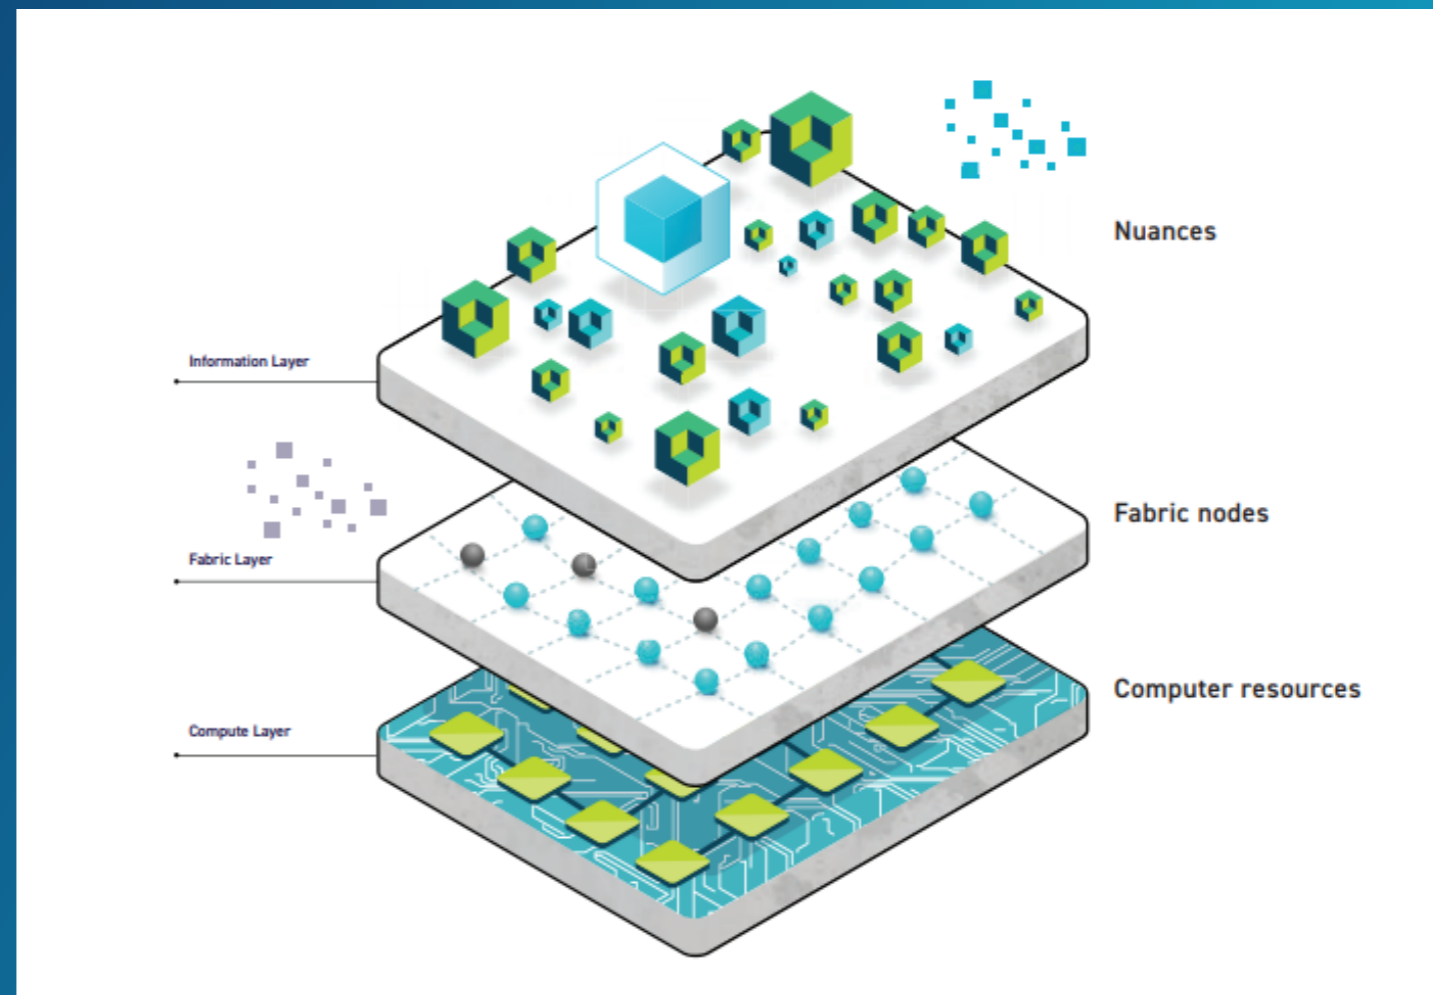 Nuances
Information Layer
Fabric nodes
Fabric Layer
Computer resources
Compute Layer